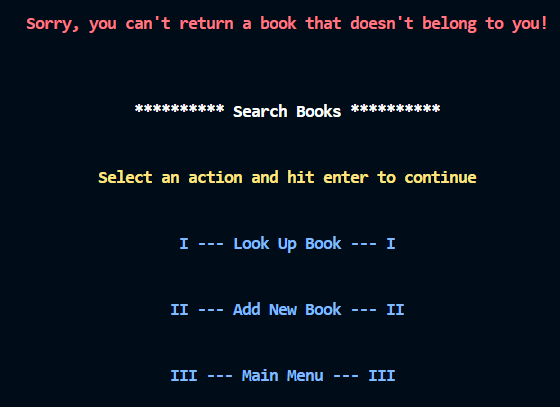 Sorry, you can't return a book that doesn't belong to you!
********** Search Books **********
Select an action and hit enter to continue
I --- Look Up Book --- I
II --- Add New Book --- II
III --- Main Menu --- III